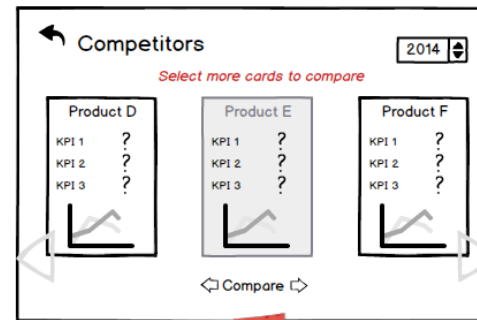 Competitors
2014
Select more cards to compare
Product D
KPI 1 ?
KPI 2 ?
KPI 3 ?
Product E
KPI 1 ?
KPI 2 ?
KPI 3 ?
Product F
KPI 1 ?
KPI 2 ?
KPI 3 ?
Compare